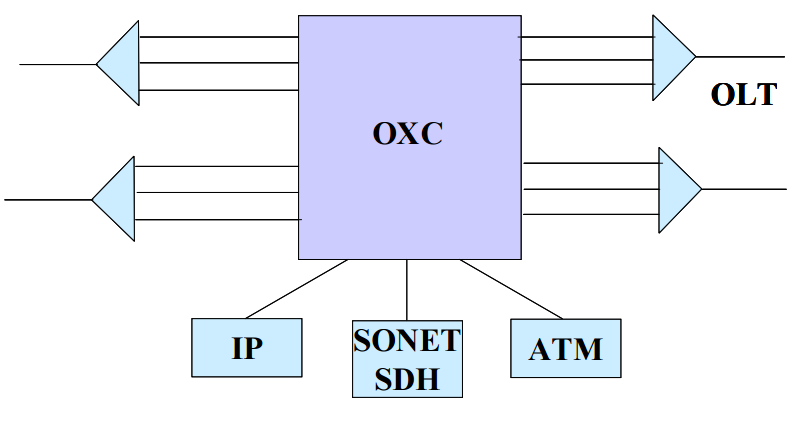 OLT
OXC
IP
SONET
SDH
ATM